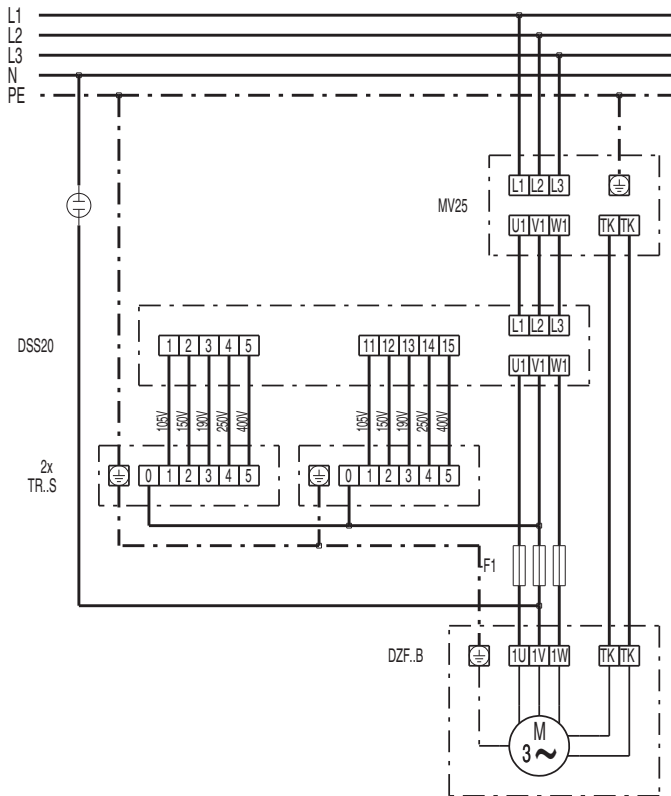 L1
L2
L3
N
PE
MV25
L1 L2 L3
U1 V1 W1 TK TK
DSS20
1 2 3 4 5 11 12 13 14 15 L1 L2 L3
U1 V1 W1
105V 150V 190V 250V 400V 105V 150V 190V 250V 400V
2x
TR..S
0 1 2 3 4 5 0 1 2 3 4 5
F1
DZF..B
1U 1V 1W TK TK
M
3 ~